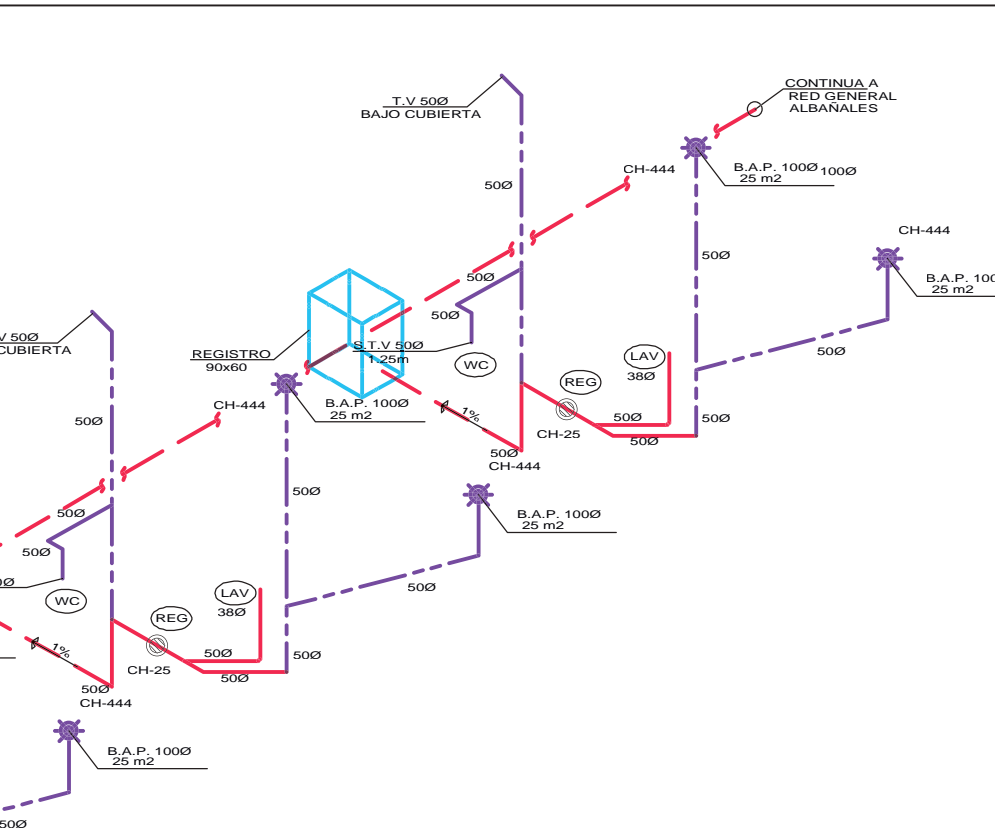 CONTINUA A
RED GENERAL
ALBAÑALES
T.V 50Ø
BAJO CUBIERTA
CH-444
B.A.P. 100Ø 100Ø
25 m2
50Ø
CH-444
50Ø
50Ø
B.A.P. 100
25 m2
50Ø
V 50Ø
CUBIERTA
REGISTRO
90x60
S.T.V 50Ø
1.25m
WC
LAV
38Ø
REG
50Ø
CH-444
B.A.P. 100Ø
25 m2
1%
50Ø
50Ø
50Ø
50Ø
CH-25
50Ø
CH-444
50Ø
50Ø
B.A.P. 100Ø
25 m2
50Ø
0Ø
50Ø
WC
LAV
38Ø
REG
1%
50Ø
50Ø
50Ø
CH-25
50Ø
CH-444
B.A.P. 100Ø
25 m2
50Ø